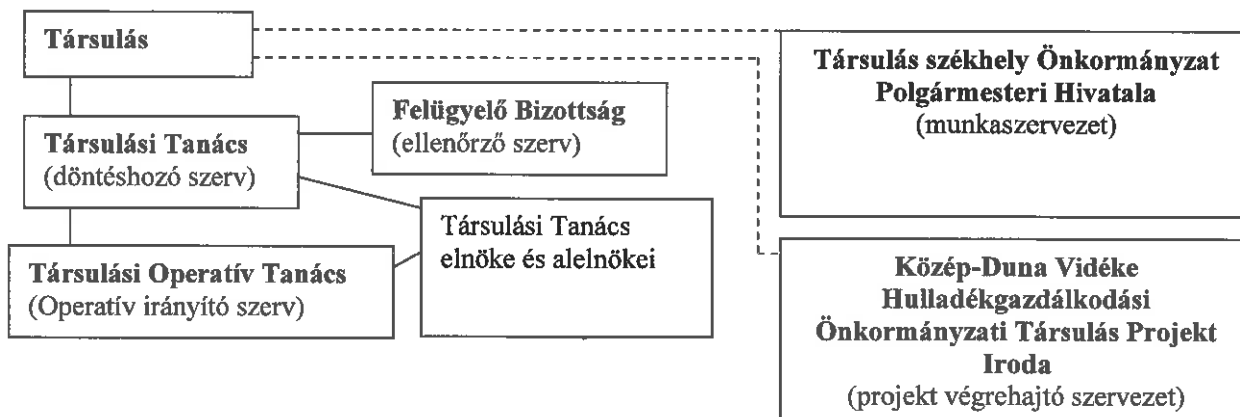 Társulás
Társulási Tanács
(döntéshozó szerv)
Felügyelő Bizottság
(ellenőrző szerv)
Társulási Operatív Tanács
(Operatív irányító szerv)
Társulási Tanács
elnöke és alelnökei
Társulás székhely Önkormányzat
Polgármesteri Hivatala
(munkaszervezet)
Közép-Duna Vidéke
Hulladékgazdálkodási
Önkormányzati Társulás Projekt
Iroda
(projekt végrehajtó szervezet)